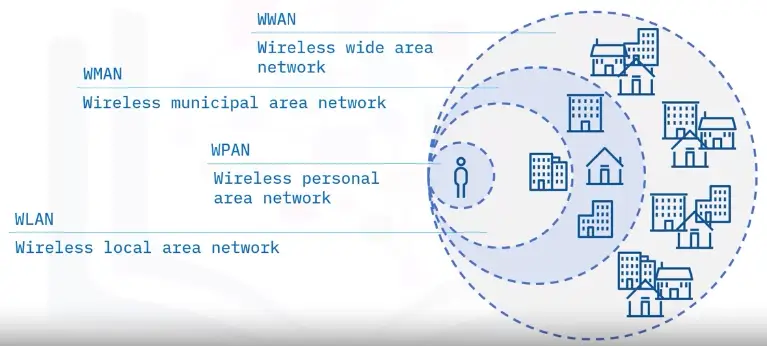 WWAN
Wireless wide area
network
WMAN
Wireless municipal area network
WPAN
Wireless personal
area network
WLAN
Wireless local area network